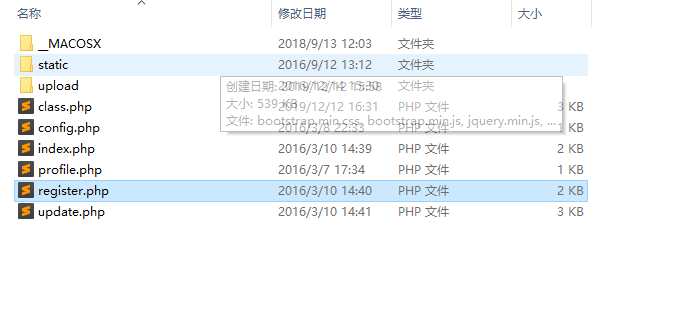 名称 修改日期 类型 大小
__MACOSX 2018/9/13 12:03 文件夹
static 2016/9/12 13:12 文件夹
upload 文件夹
创建日期:
大小: 539 KB
文件: bootstrap.min.css, bootstrap.min.js, jquery.min.js, ...
class.php 2019/12/12 16:31 PHP 文件 3 KB
config.php 2016/3/8 22:33 PHP 文件 1 KB
index.php 2016/3/10 14:39 PHP 文件 2 KB
profile.php 2016/3/7 17:34 PHP 文件 1 KB
register.php 2016/3/10 14:40 PHP 文件 2 KB
update.php 2016/3/10 14:41 PHP 文件 3 KB